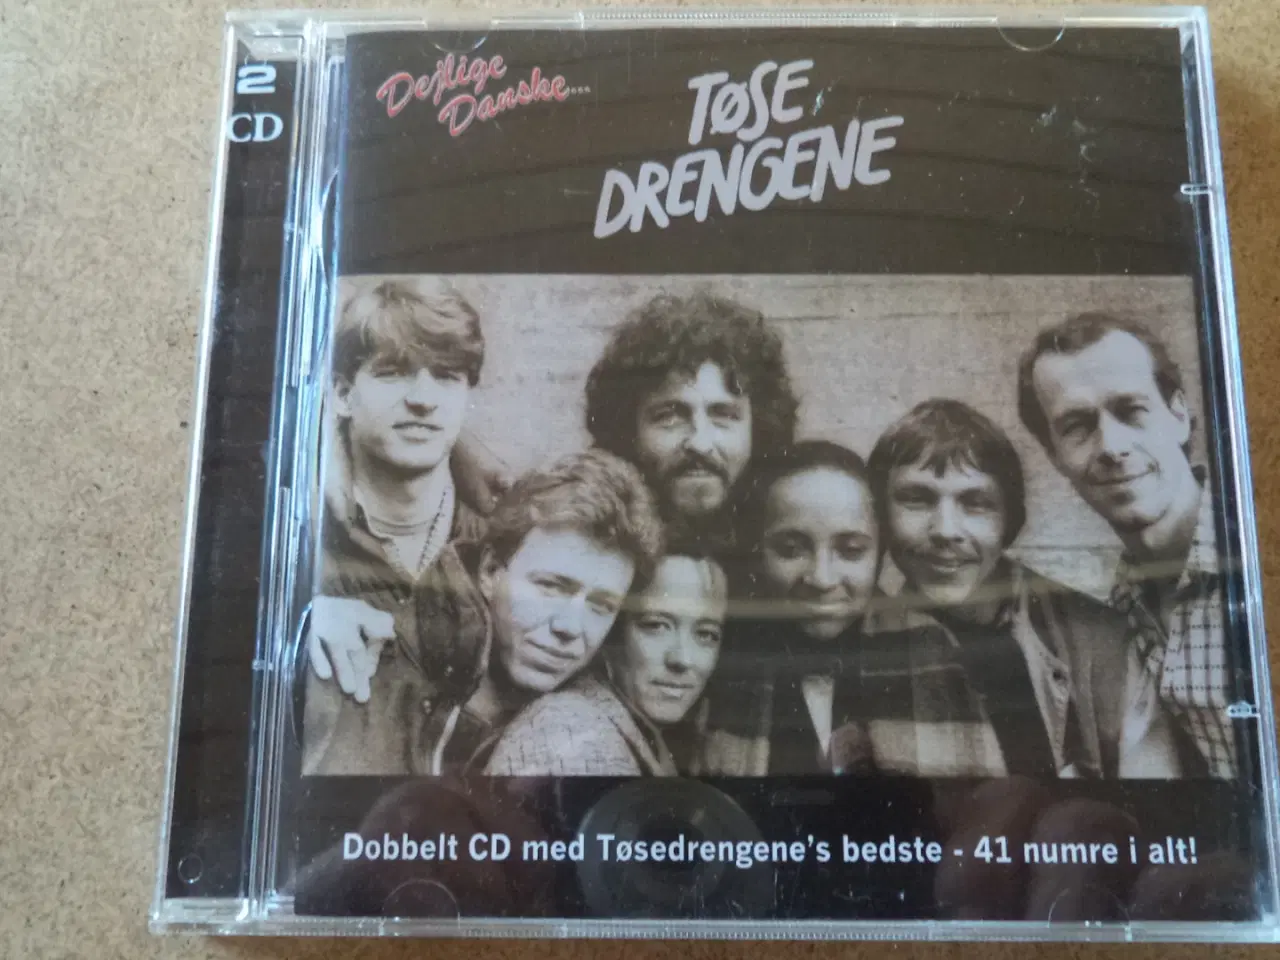 2
CD
Dejlige
Danske...
TØSE
DRENGENE
Dobbelt CD med Tøsedrengene's bedste - 41 numre i alt!